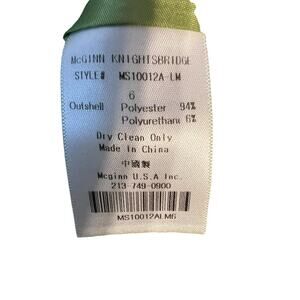 McGINN KNIGHTSBRIDGE
STYLE# MS10012A-LM
6
Outshell Polyester 94%
Polyurethane 6%
Dry Clean Only
Made In China
中國製
Mcginn U.S.A Inc.
213-749-0900
MS10012ALM6